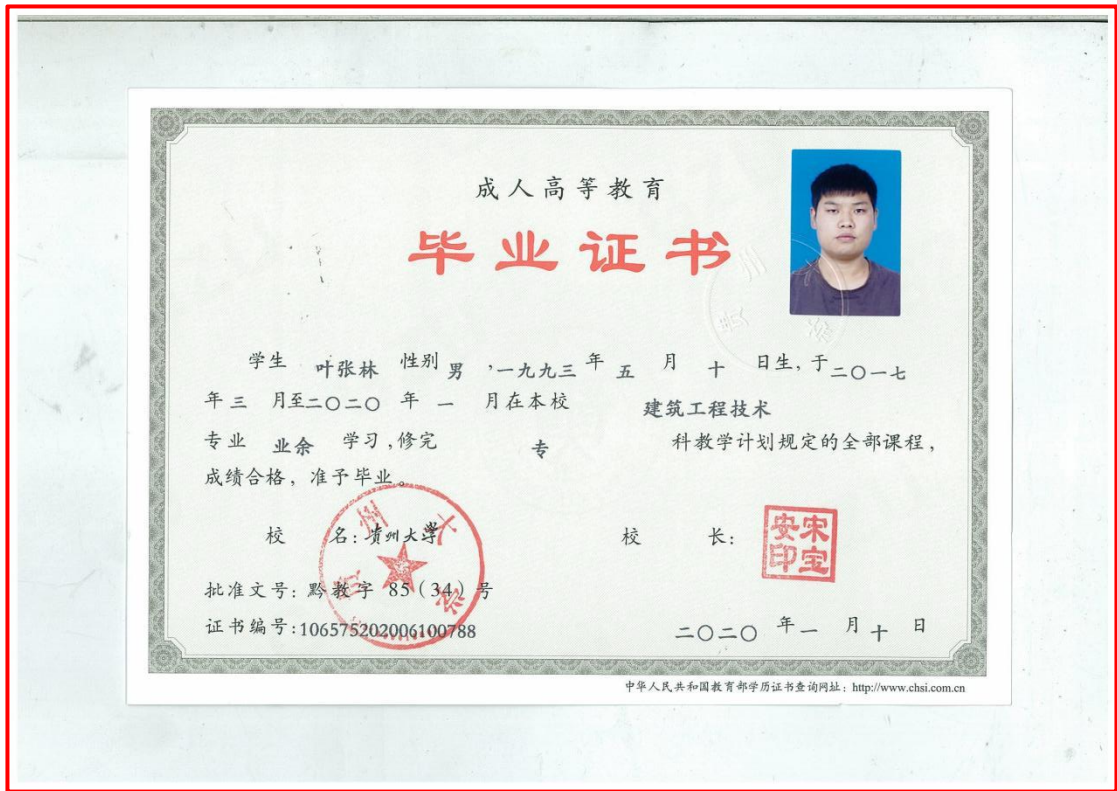 成人高等教育
毕业证书
学生 叶张林 性别 男 ,一九九三 年 五 月 十 日生, 于二〇一七
年三 月至二〇二〇 年 一 月在本校 建筑工程技术
专业 业余 学习,修完 专 科教学计划规定的全部课程,
成绩合格, 准予毕业。
校 名: 贵州大学
校 长: 宋宝安印
贵州大学
批准文号: 黔教字 85(34)号
证书编号:106575202006100788
二〇二〇 年一 月十 日
中华人民共和国教育部学历证书查询网址: http://www.chsi.com.cn